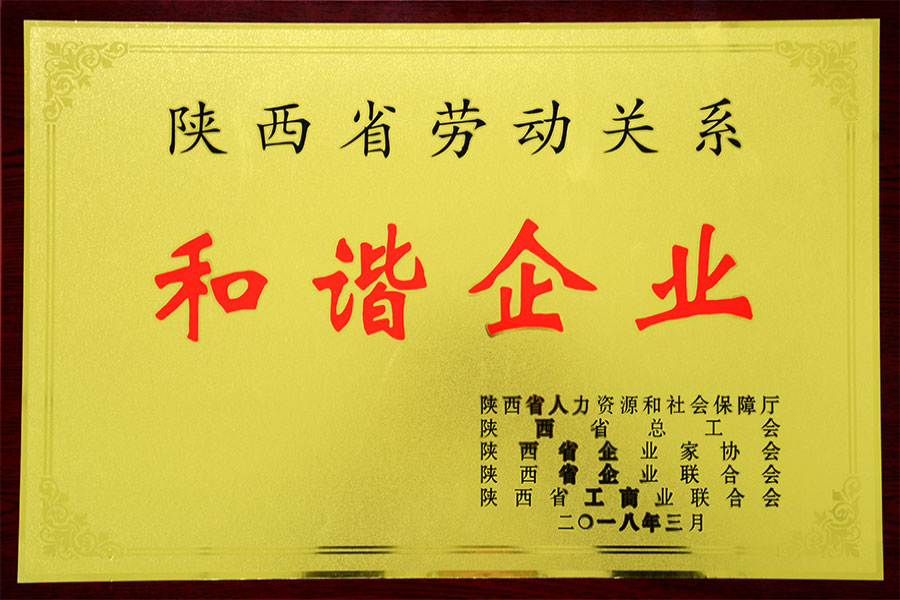 陕西省劳动关系
和谐企业
陕西省人力资源和社会保障厅
陕西省总工会
陕西省企业家协会
陕西省企业联合会
陕西省工商业联合会
二〇一八年三月